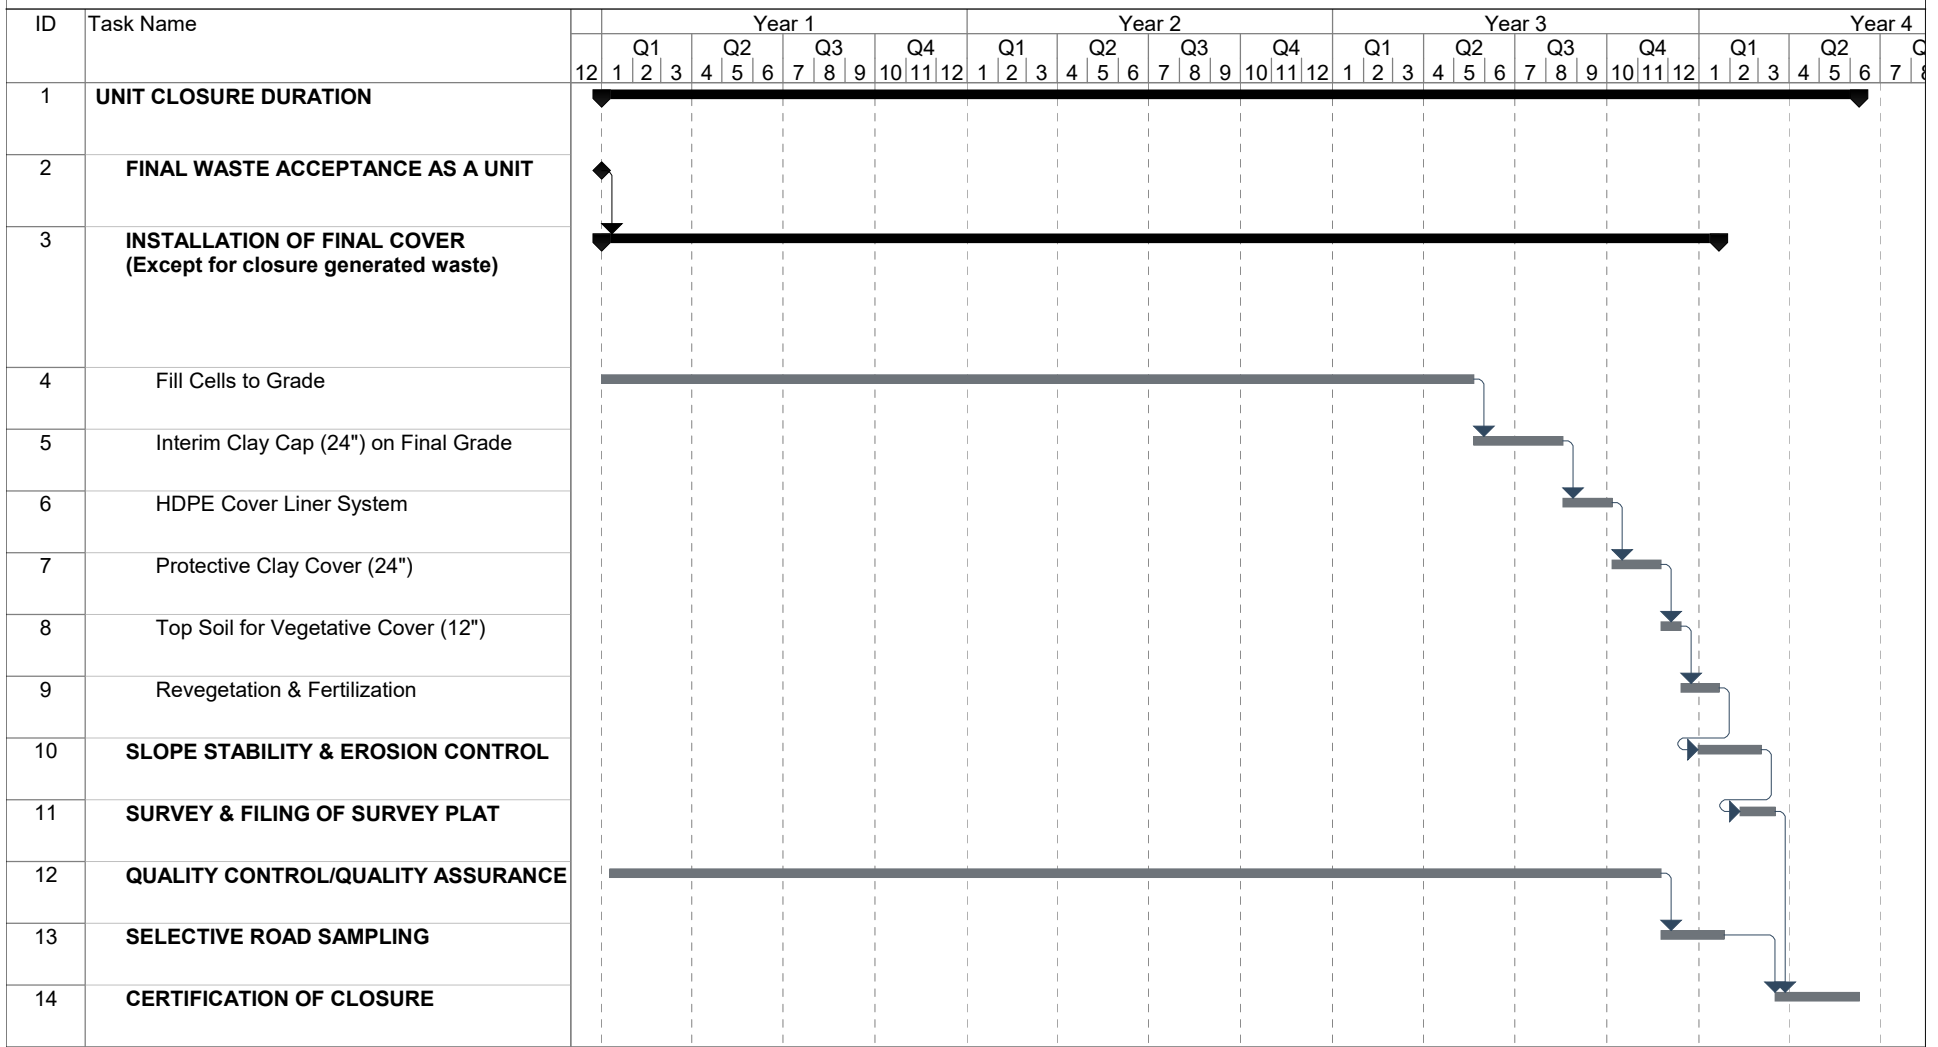 ID Task Name Year 1 Year 2 Year 3 Year 4
Q1 Q2 Q3 Q4 Q1 Q2 Q3 Q4 Q1 Q2 Q3 Q4 Q1 Q2
12 1 2 3 4 5 6 7 8 9 10 11 12 1 2 3 4 5 6 7 8 9 10 11 12 1 2 3 4 5 6 7 8 9 10 11 12 1 2 3 4 5 6 7
1 UNIT CLOSURE DURATION
2 FINAL WASTE ACCEPTANCE AS A UNIT
3 INSTALLATION OF FINAL COVER
(Except for closure generated waste)
4 Fill Cells to Grade
5 Interim Clay Cap (24") on Final Grade
6 HDPE Cover Liner System
7 Protective Clay Cover (24")
8 Top Soil for Vegetative Cover (12")
9 Revegetation & Fertilization
10 SLOPE STABILITY & EROSION CONTROL
11 SURVEY & FILING OF SURVEY PLAT
12 QUALITY CONTROL/QUALITY ASSURANCE
13 SELECTIVE ROAD SAMPLING
14 CERTIFICATION OF CLOSURE